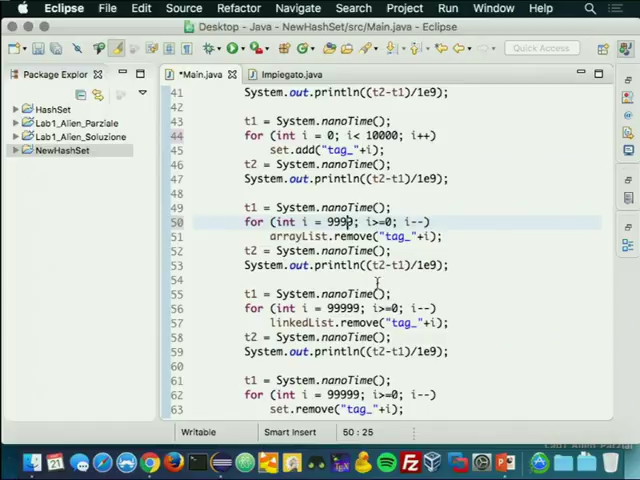 Eclipse File Edit Source Refactor Navigate Search Project Run Window Help
Desktop - Java - NewHashSet/src/Main.java - Eclipse
Quick Access
Package Explor
*Main.java
Impiegato.java
HashSet
Lab1_Alien_Parziale
Lab1_Alien_Soluzione
NewHashSet
41 System.out.println((t2-t1)/1e9);
42
43 t1 = System.nanoTime();
44 for (int i = 0; i< 10000; i++)
45 set.add("tag_"+i);
46 t2 = System.nanoTime();
47 System.out.println((t2-t1)/1e9);
48
49 t1 = System.nanoTime();
50 for (int i = 9999; i>=0; i--)
51 arrayList.remove("tag_"+i);
52 t2 = System.nanoTime();
53 System.out.println((t2-t1)/1e9);
54
55 t1 = System.nanoTime();
56 for (int i = 99999; i>=0; i--)
57 linkedList.remove("tag_"+i);
58 t2 = System.nanoTime();
59 System.out.println((t2-t1)/1e9);
60
61 t1 = System.nanoTime();
62 for (int i = 99999; i>=0; i--)
63 set.remove("tag_"+i);
Writable Smart Insert 50 : 25